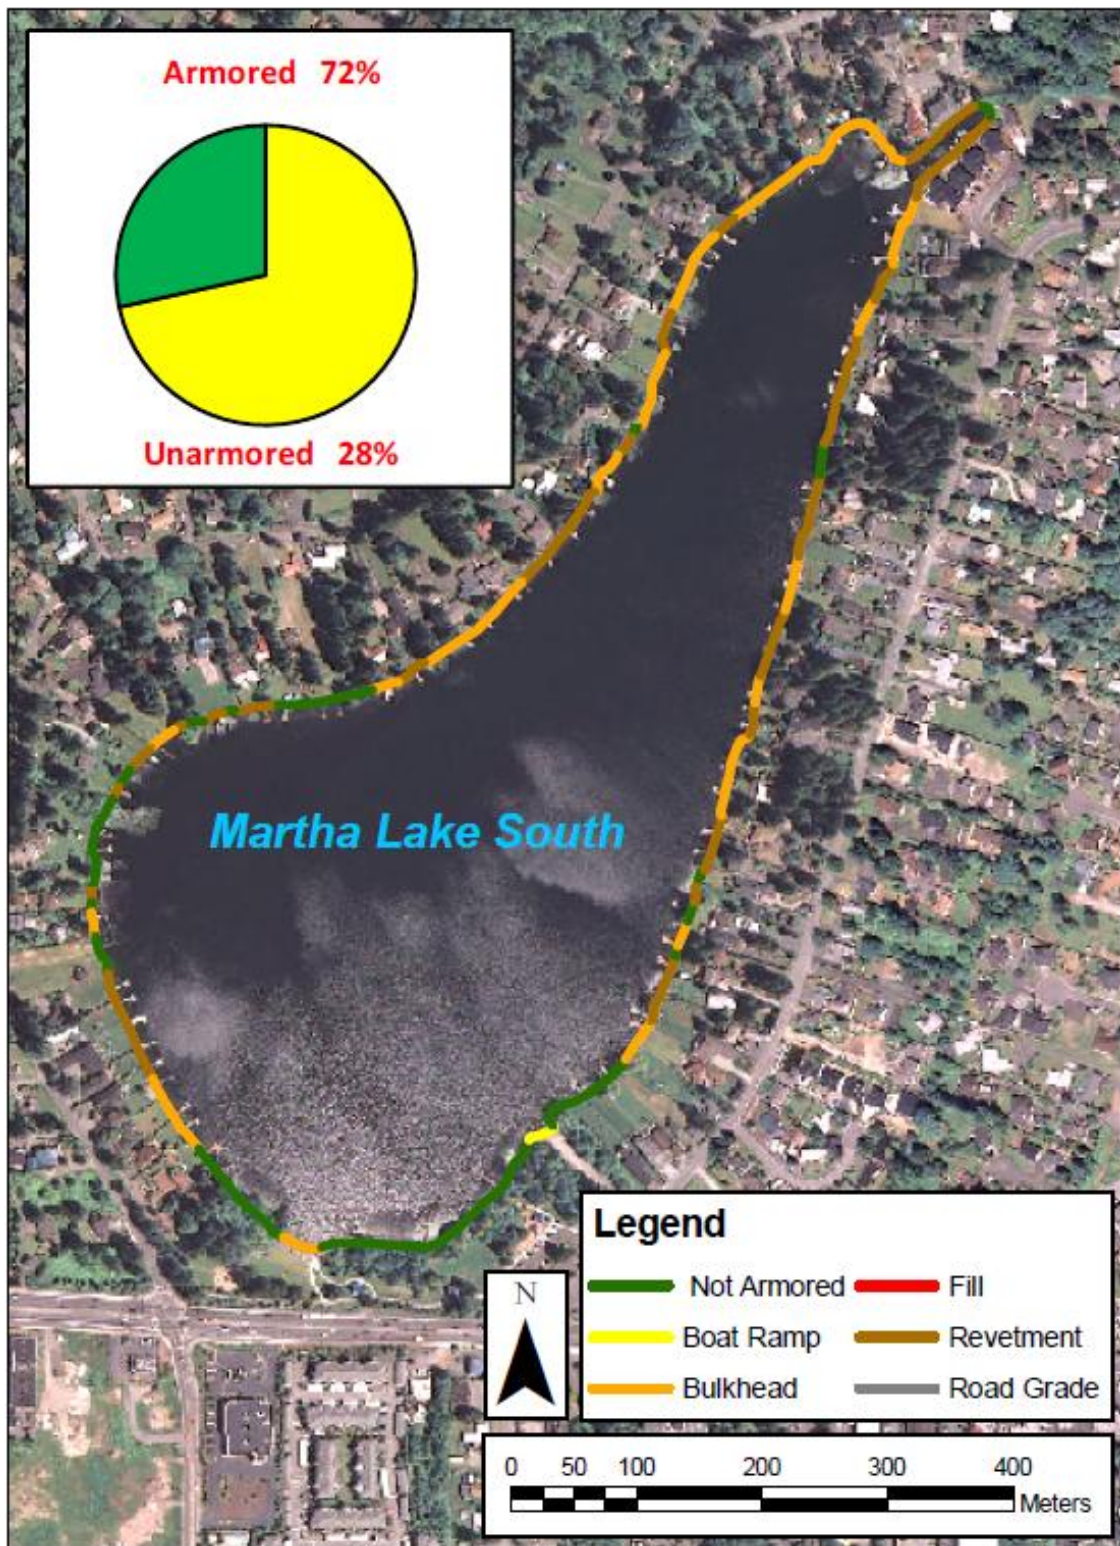 Armored 72%
Unarmored 28%
Martha Lake South
Legend
Not Armored
Fill
Boat Ramp
Revetment
Bulkhead
Road Grade
N
0 50 100 200 300 400
Meters